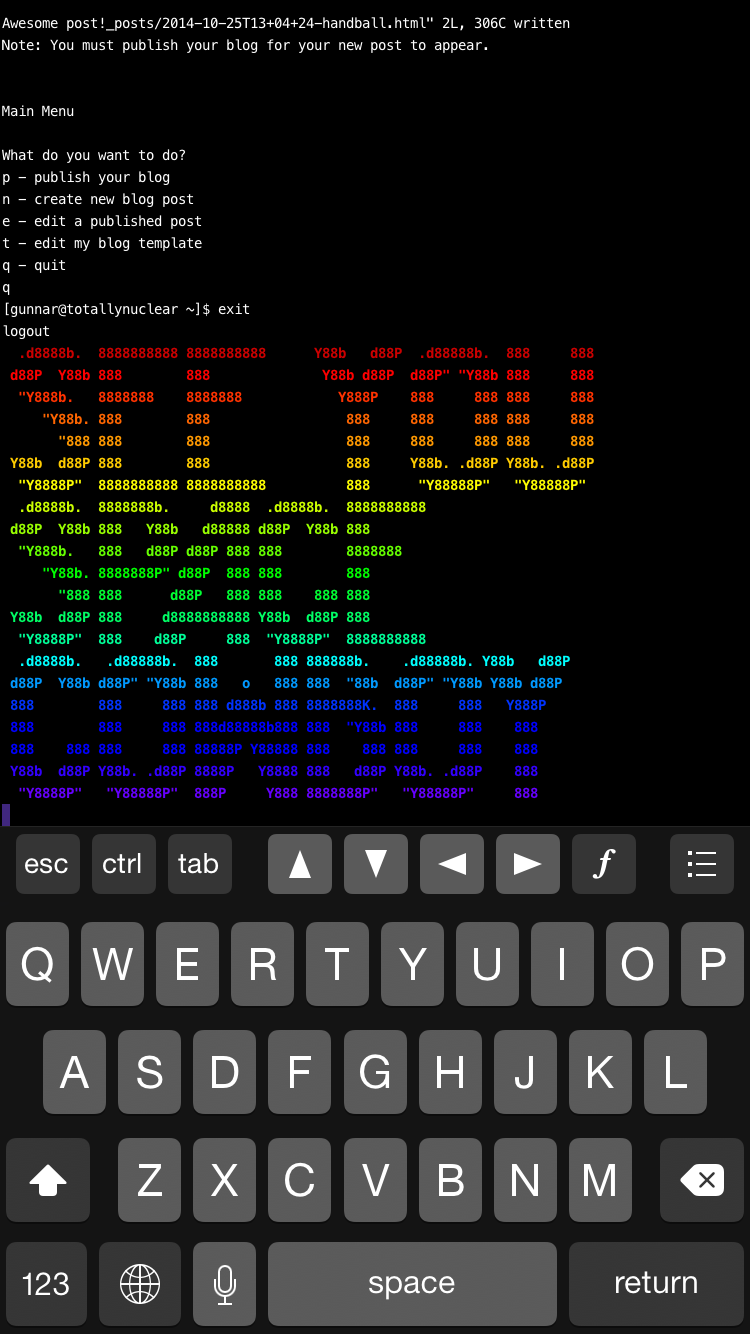 Awesome post!_posts/2014-10-25T13+04+24-handball.html" 2L, 306C written
Note: You must publish your blog for your new post to appear.
Main Menu
What do you want to do?
p – publish your blog
n – create new blog post
e – edit a published post
t – edit my blog template
q – quit
q
[gunnar@totallynuclear ~]$ exit
logout
  .d8888b.  8888888888 8888888888      Y88b   d88P  .d88888b.  888     888
 d88P  Y88b 888        888              Y88b d88P  d88P" "Y88b 888     888
  "Y888b.   8888888    8888888            Y888P    888     888 888     888
     "Y88b. 888        888                 888     888     888 888     888
       "888 888        888                 888     888     888 888     888
 Y88b  d88P 888        888                 888     Y88b. .d88P Y88b. .d88P
  "Y8888P"  8888888888 8888888888          888      "Y88888P"   "Y88888P"
  .d8888b.  8888888b.     d8888  .d8888b.  8888888888
 d88P  Y88b 888   Y88b   d88888 d88P  Y88b 888
  "Y888b.   888   d88P d88P 888 888        8888888
     "Y88b. 8888888P" d88P  888 888        888
       "888 888      d88P   888 888    888 888
 Y88b  d88P 888     d8888888888 Y88b  d88P 888
  "Y8888P"  888    d88P     888  "Y8888P"  8888888888
  .d8888b.   .d88888b.  888       888 888888b.    .d88888b. Y88b   d88P
 d88P  Y88b d88P" "Y88b 888   o   888 888  "88b  d88P" "Y88b Y88b d88P
 888        888     888 888 d888b 888 8888888K.  888     888   Y888P
 888        888     888 888d88888b888 888  "Y88b 888     888    888
 888    888 888     888 88888P Y88888 888    888 888     888    888
 Y88b  d88P Y88b. .d88P 8888P   Y8888 888   d88P Y88b. .d88P    888
  "Y8888P"   "Y88888P"  888P     Y888 8888888P"   "Y88888P"     888
esc ctrl tab f
Q W E R T Y U I O P
A S D F G H J K L
Z X C V B N M
123 space return